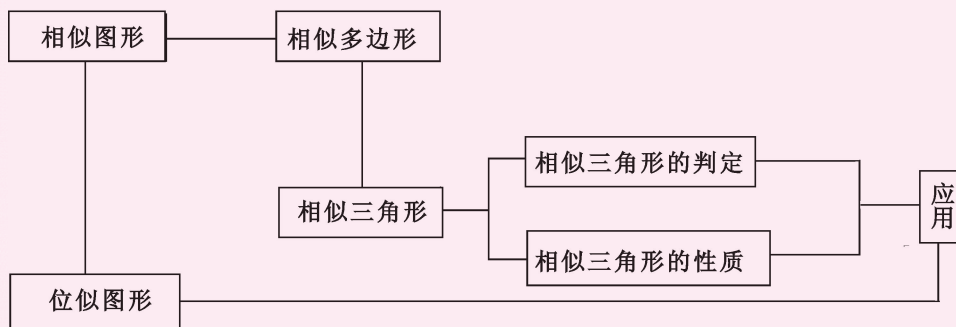 相似图形
相似多边形
相似三角形的判定
相似三角形
应用
相似三角形的性质
位似图形